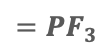 = PF₃